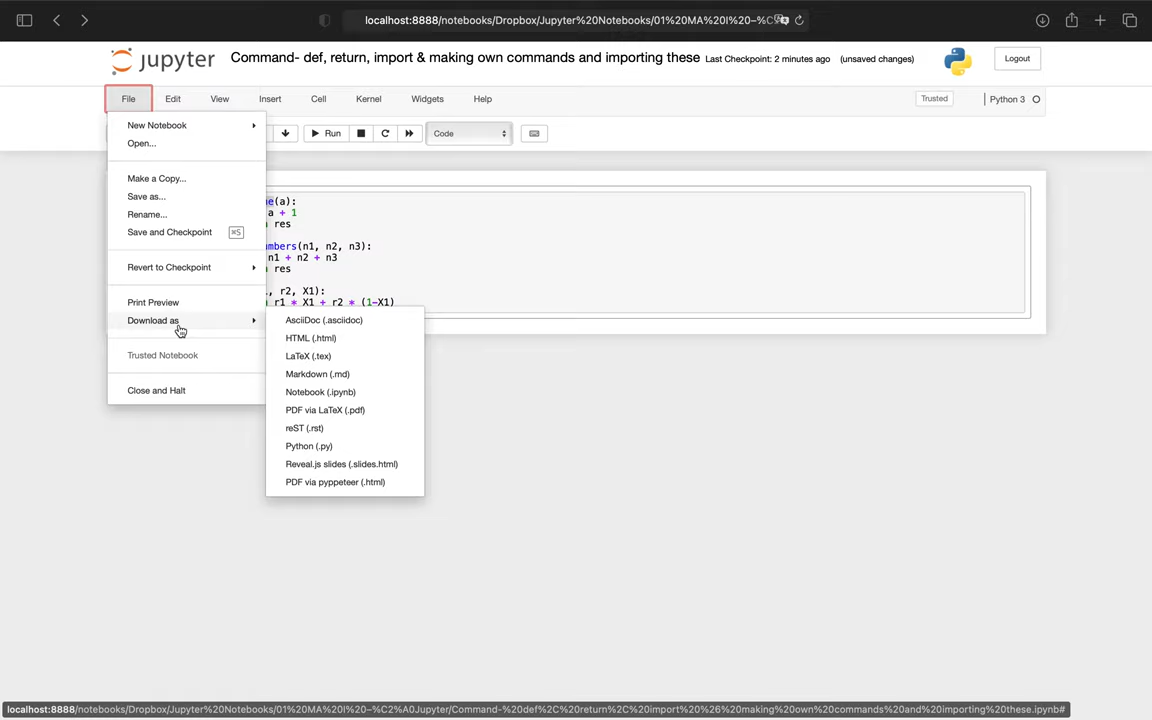 localhost:8888/notebooks/Dropbox/Jupyter%20Notebooks/01%20MA%20I%20–%C
jupyter Command- def, return, import & making own commands and importing these Last Checkpoint: 2 minutes ago (unsaved changes) Logout
File Edit View Insert Cell Kernel Widgets Help Trusted Python 3
Run Code
New Notebook
Open...
Make a Copy...
Save as...
Rename...
Save and Checkpoint ⌘S
Revert to Checkpoint
Print Preview
Download as
Trusted Notebook
Close and Halt
e(a):
a + 1
res
mbers(n1, n2, n3):
n1 + n2 + n3
res
, r2, X1):
r1 * X1 + r2 * (1-X1)
AsciiDoc (.asciidoc)
HTML (.html)
LaTeX (.tex)
Markdown (.md)
Notebook (.ipynb)
PDF via LaTeX (.pdf)
reST (.rst)
Python (.py)
Reveal.js slides (.slides.html)
PDF via pyppeteer (.html)
localhost:8888/notebooks/Dropbox/Jupyter%20Notebooks/01%20MA%20I%20–%C2%A0Jupyter/Command-%20def%2C%20return%2C%20import%20%26%20making%20own%20commands%20and%20importing%20these.ipynb#